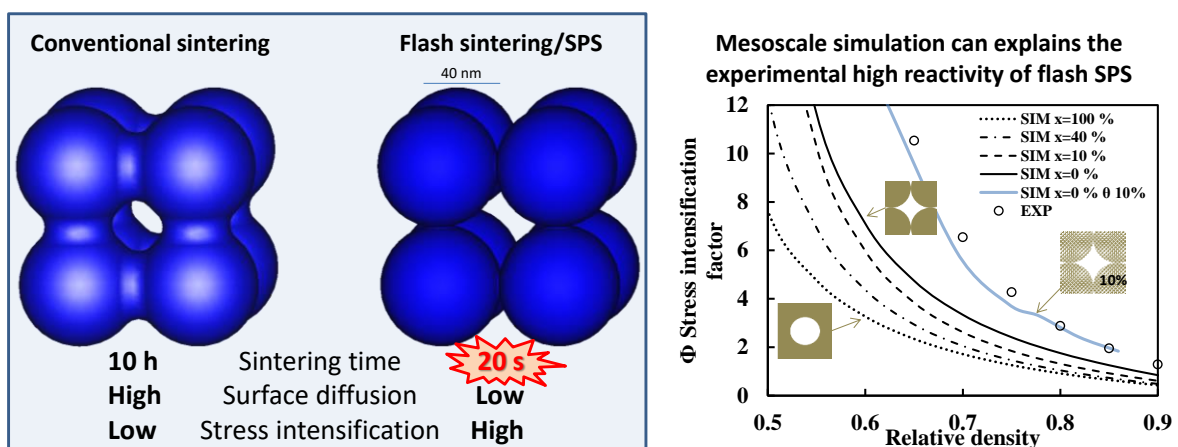 Conventional sintering
Flash sintering/SPS
40 nm
10 h Sintering time 20 s
High Surface diffusion Low
Low Stress intensification High
Mesoscale simulation can explains the
experimental high reactivity of flash SPS
Φ Stress intensification
factor
12
10
8
6
4
2
0
SIM x=100 %
SIM x=40 %
SIM x=10 %
SIM x=0 %
SIM x=0 % θ 10%
EXP
10%
0.5 0.6 0.7 0.8 0.9
Relative density